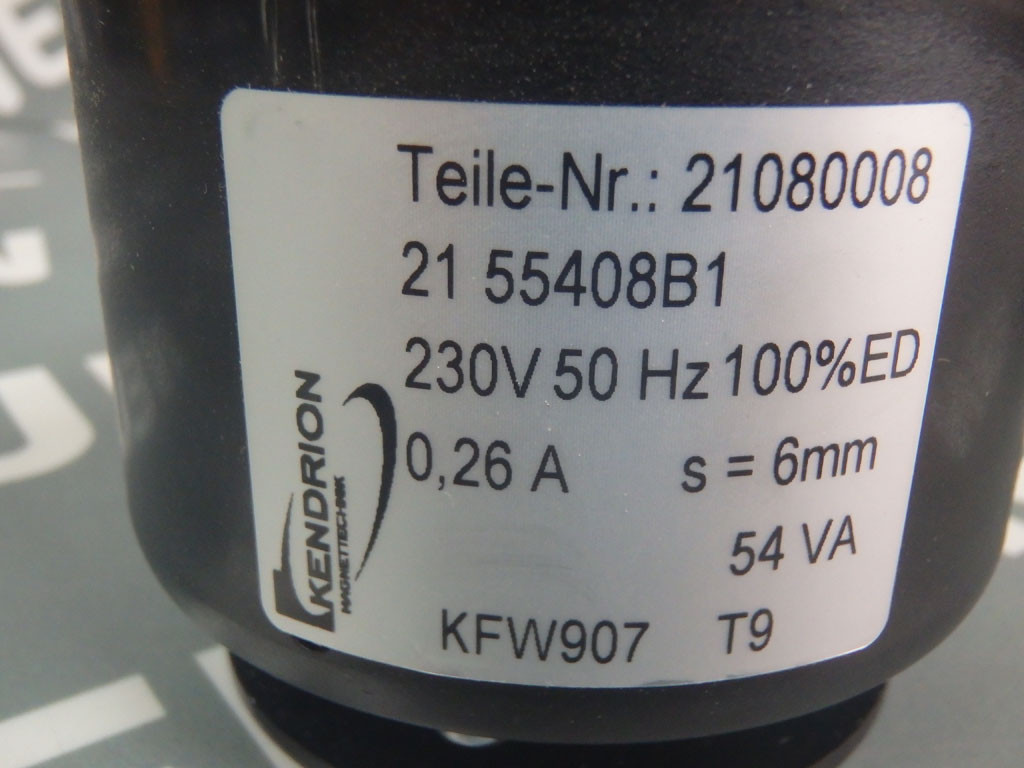 Teile-Nr.: 21080008
21 55408B1
230V 50 Hz 100%ED
0,26 A s = 6mm
54 VA
KFW907 T9
KENDRION
MAGNETTECHNIK